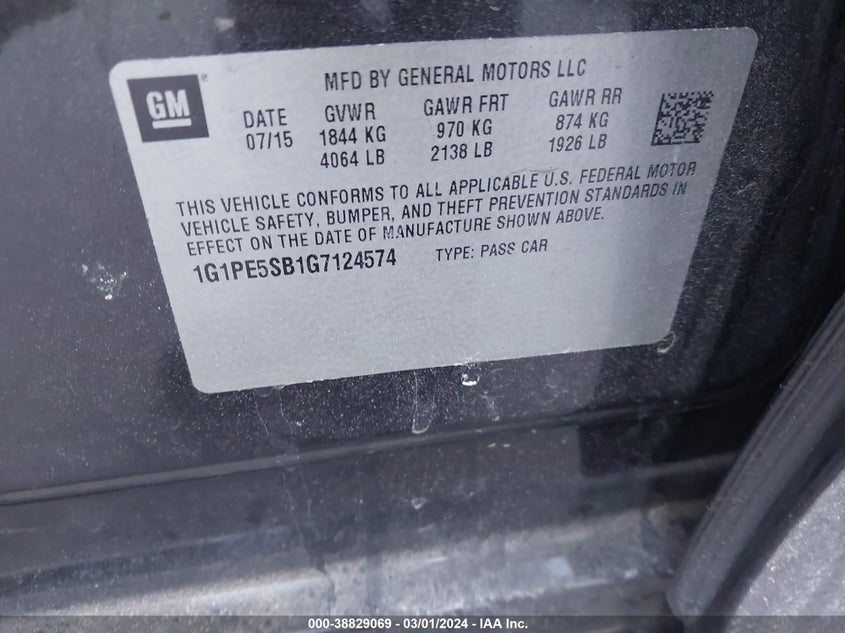 GM
MFD BY GENERAL MOTORS LLC
DATE GVWR GAWR FRT GAWR RR
07/15 1844 KG 970 KG 874 KG
4064 LB 2138 LB 1926 LB
THIS VEHICLE CONFORMS TO ALL APPLICABLE U.S. FEDERAL MOTOR
VEHICLE SAFETY, BUMPER, AND THEFT PREVENTION STANDARDS IN
EFFECT ON THE DATE OF MANUFACTURE SHOWN ABOVE.
1G1PE5SB1G7124574 TYPE: PASS CAR
000-38829069 - 03/01/2024 - IAA Inc.